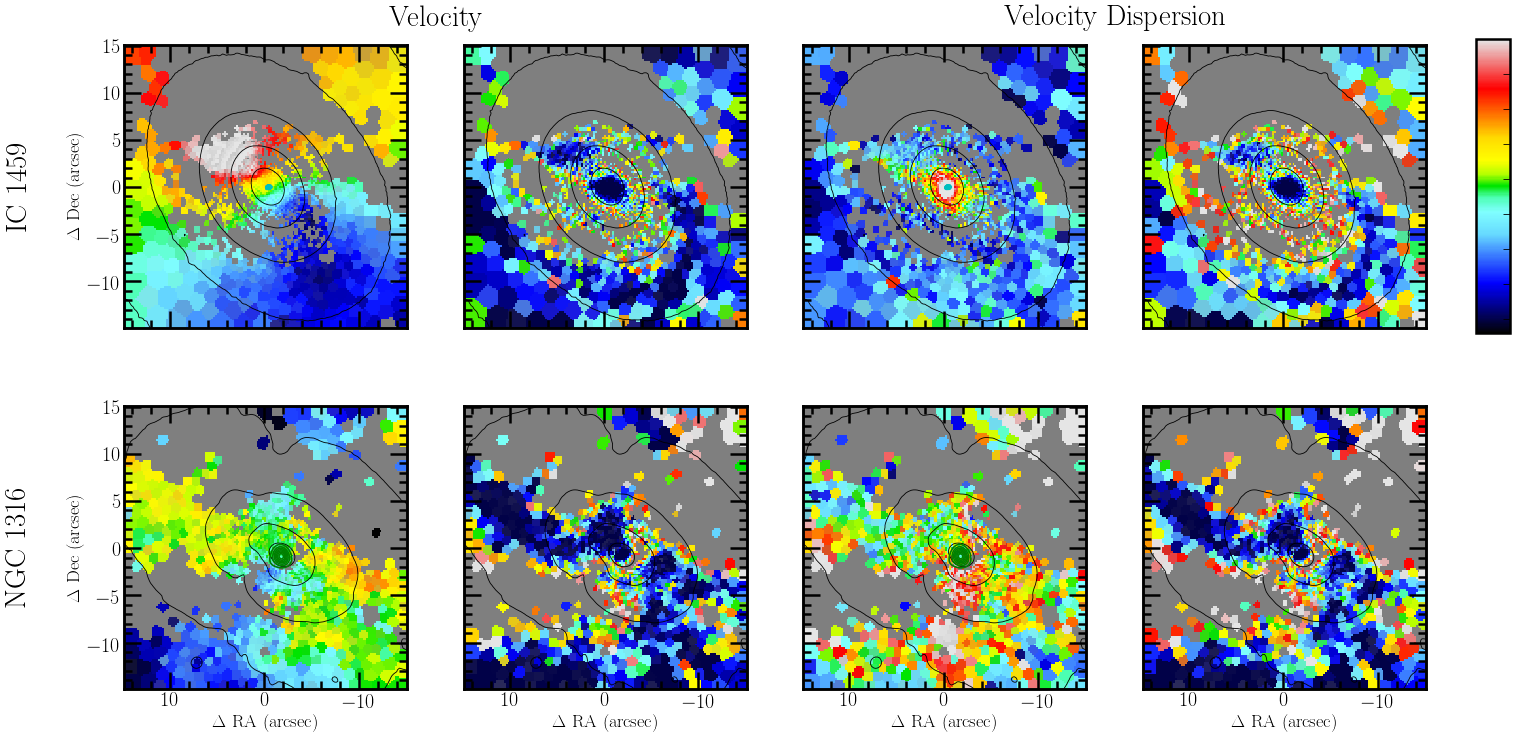 Velocity
Velocity Dispersion
IC 1459
Δ Dec (arcsec)
15
10
5
0
−5
−10
NGC 1316
Δ Dec (arcsec)
15
10
5
0
−5
−10
10 0 −10
10 0 −10
10 0 −10
10 0 −10
Δ RA (arcsec)
Δ RA (arcsec)
Δ RA (arcsec)
Δ RA (arcsec)